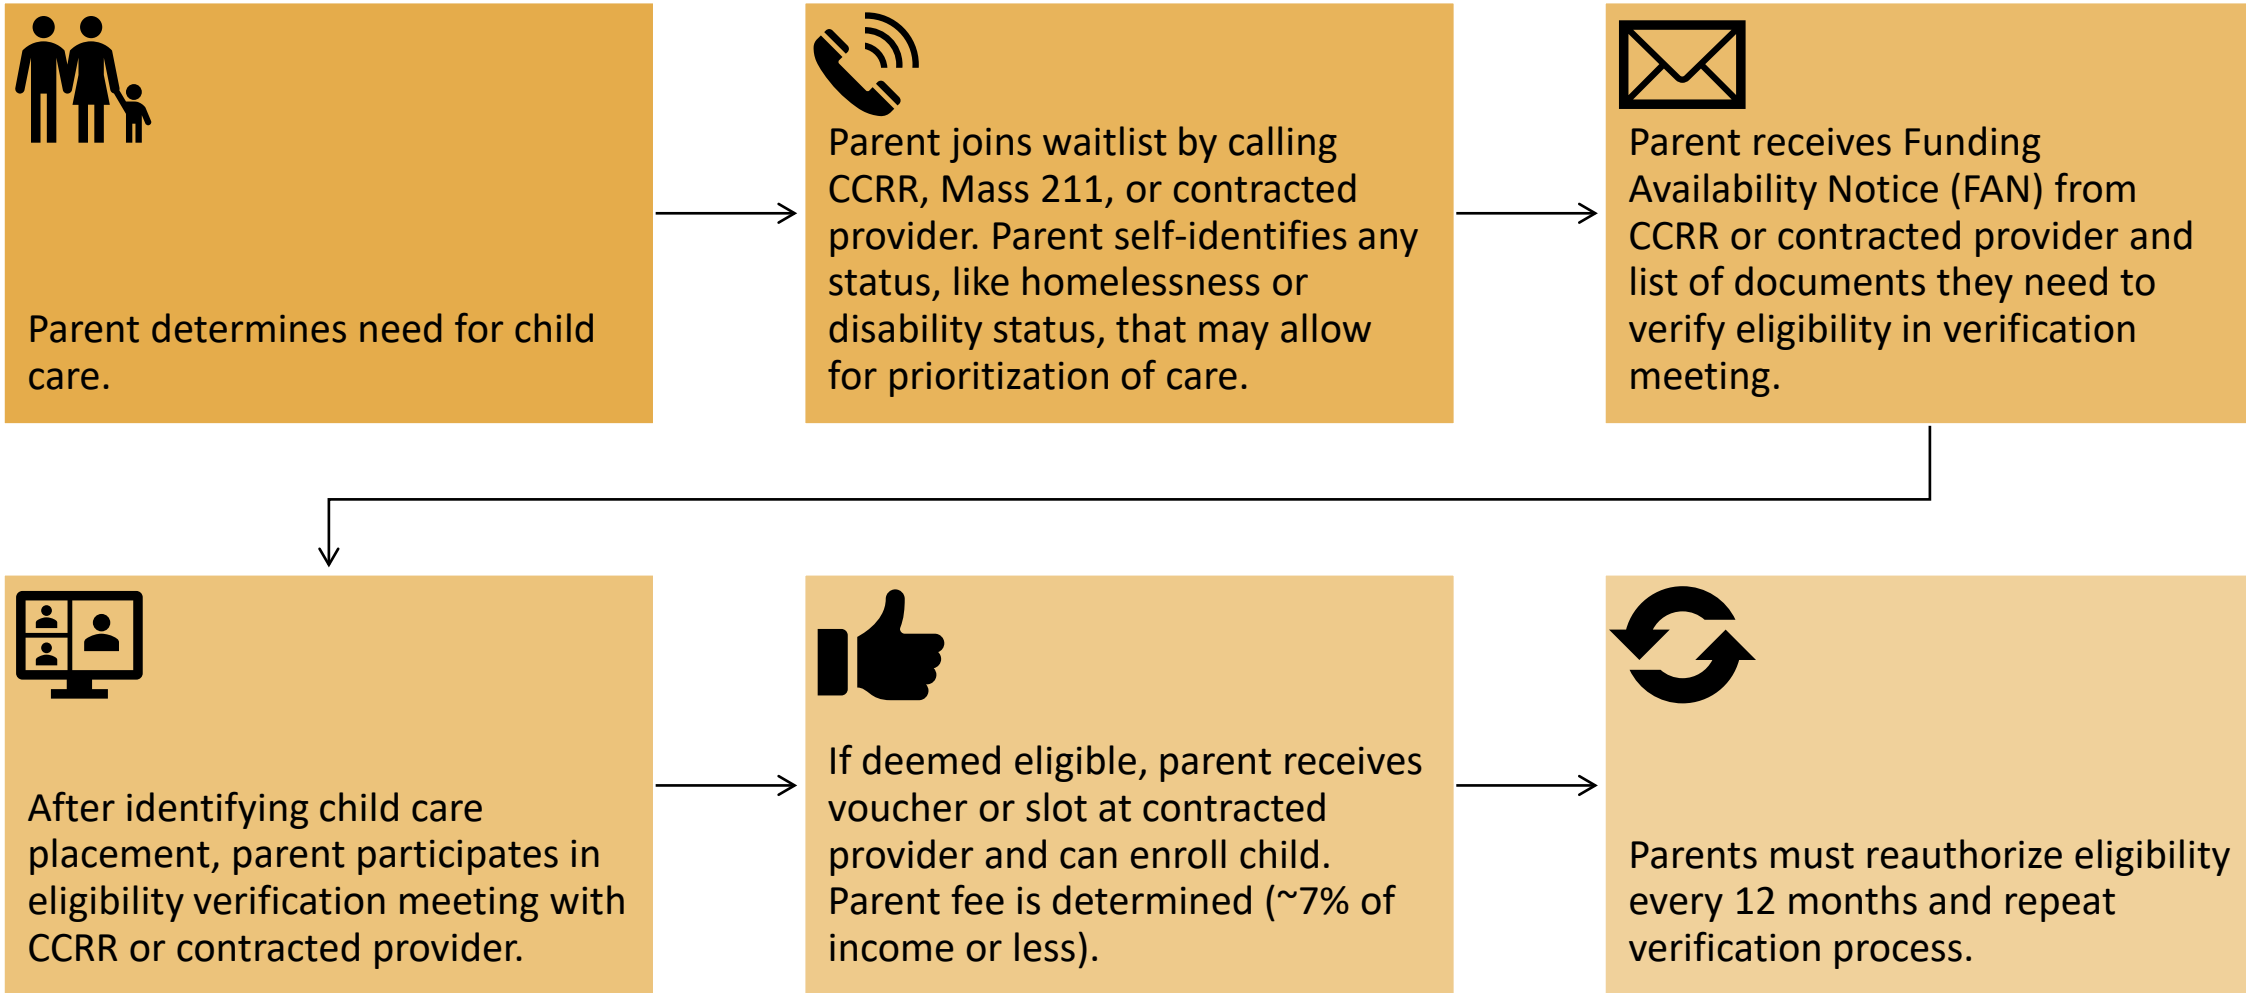 Parent determines need for child
care.
Parent joins waitlist by calling
CCRR, Mass 211, or contracted
provider. Parent self-identifies any
status, like homelessness or
disability status, that may allow
for prioritization of care.
Parent receives Funding
Availability Notice (FAN) from
CCRR or contracted provider and
list of documents they need to
verify eligibility in verification
meeting.
After identifying child care
placement, parent participates in
eligibility verification meeting with
CCRR or contracted provider.
If deemed eligible, parent receives
voucher or slot at contracted
provider and can enroll child.
Parent fee is determined (~7% of
income or less).
Parents must reauthorize eligibility
every 12 months and repeat
verification process.